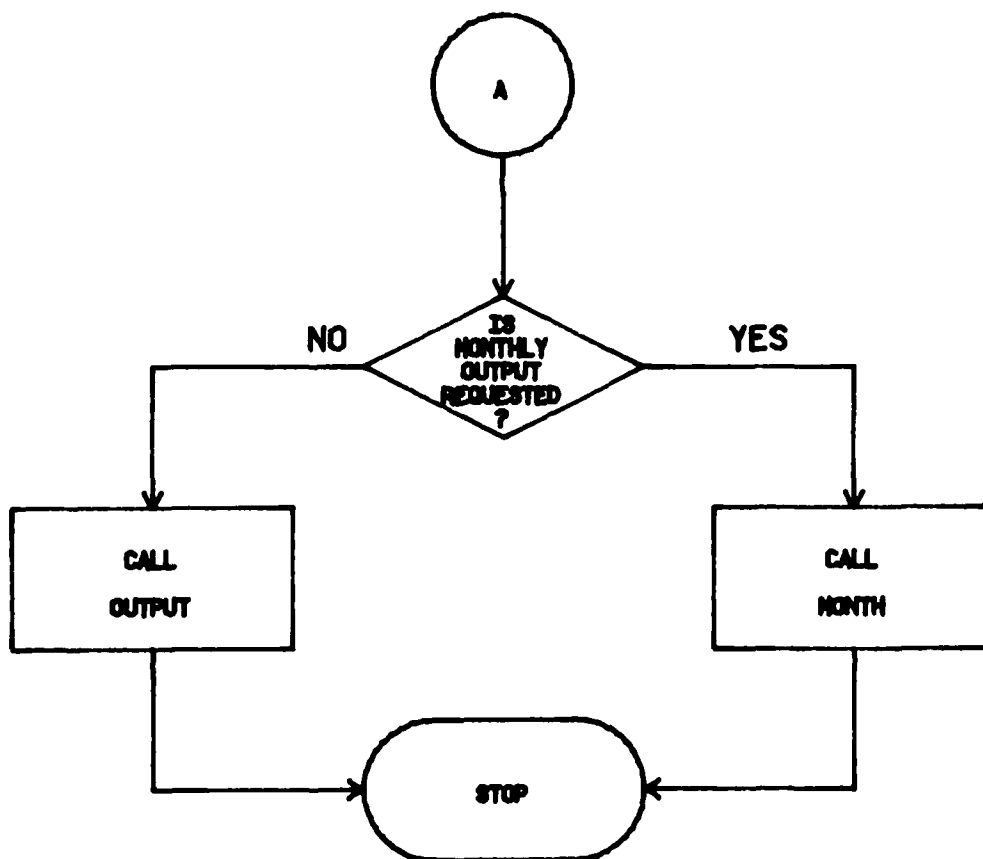 A
IS
MONTHLY
OUTPUT
REQUESTED
?
NO
YES
CALL
OUTPUT
CALL
MONTH
STOP